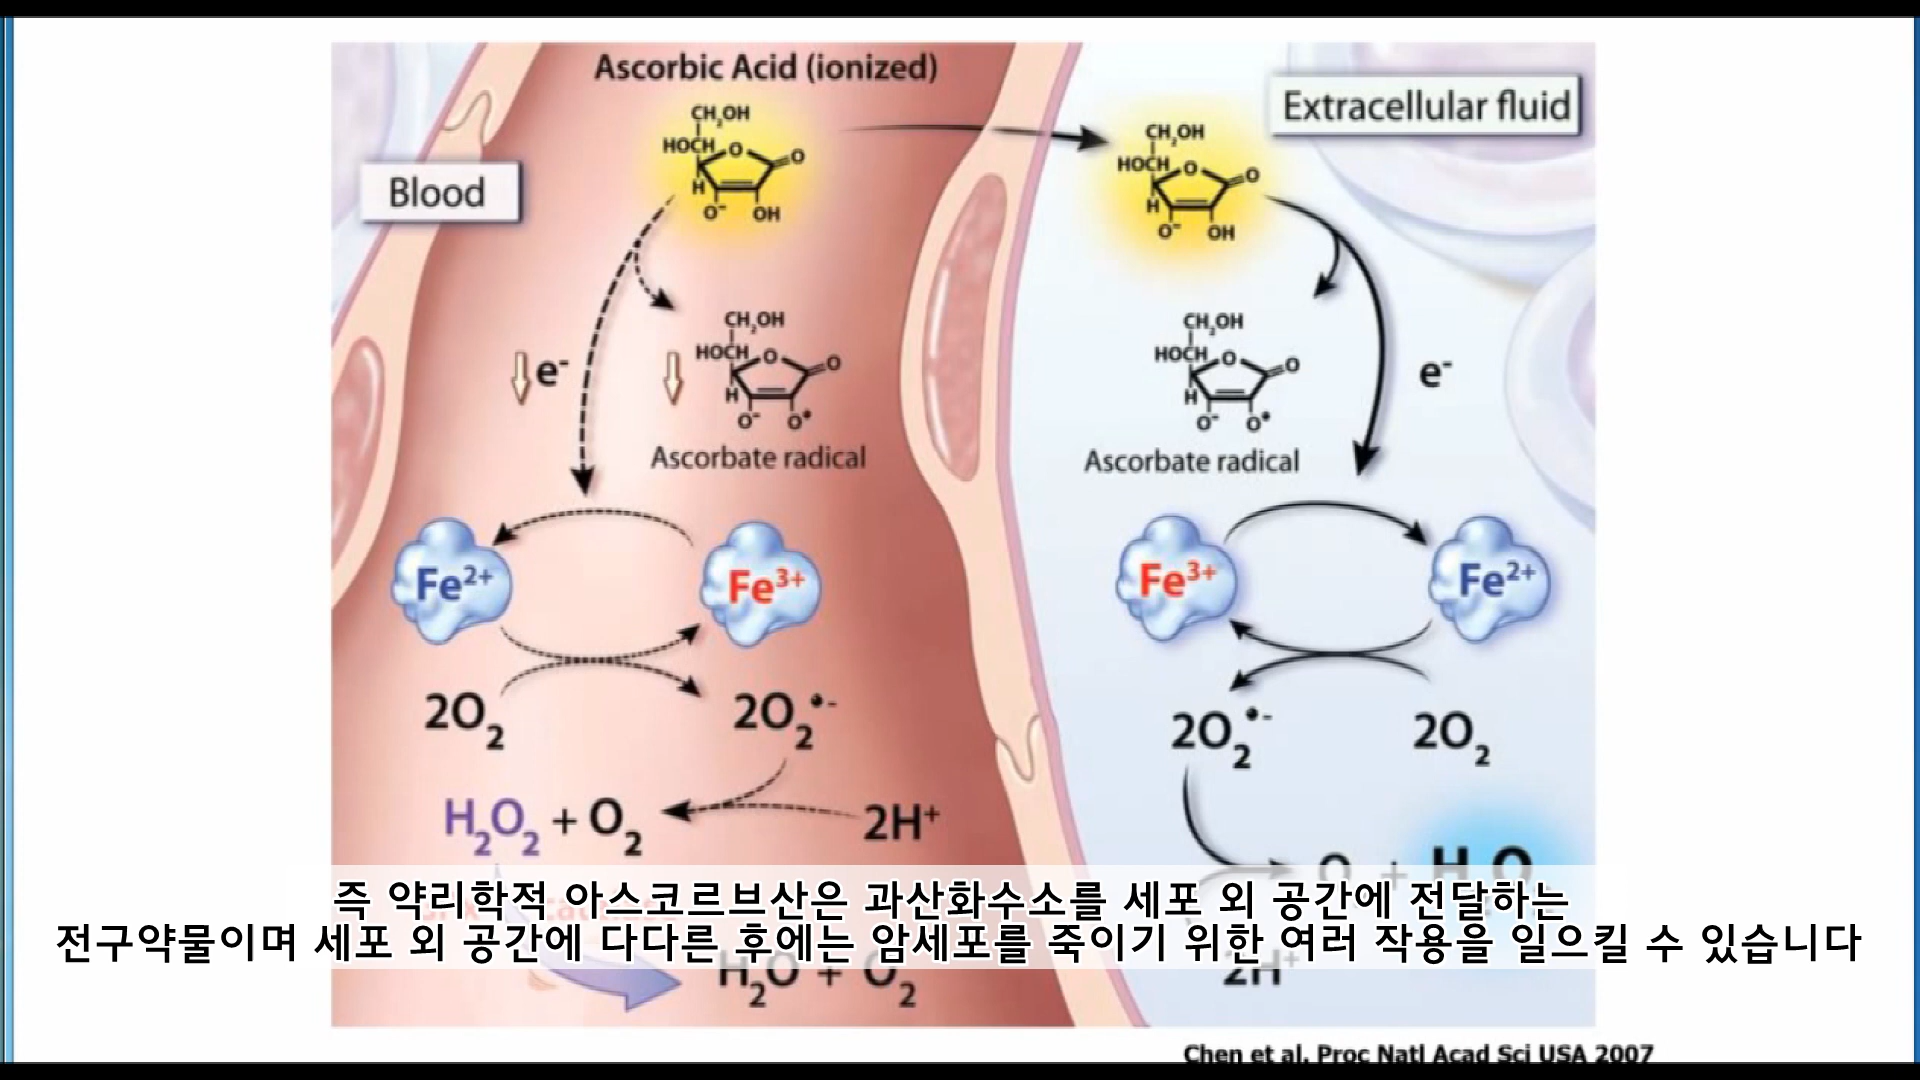 Ascorbic Acid (ionized)
Extracellular fluid
Blood
CH2OH
HOCH
O
O
H
O-
OH
CH2OH
HOCH
O
O
H
O-
OH
CH2OH
HOCH
O
O
H
O-
O•
Ascorbate radical
e-
CH2OH
HOCH
O
O
H
O-
O•
Ascorbate radical
e-
Fe2+
Fe3+
Fe3+
Fe2+
2O2
2O2•-
2O2•-
2O2
H2O2 + O2
2H+
O + H O
즉 약리학적 아스코르브산은 과산화수소를 세포 외 공간에 전달하는
전구약물이며 세포 외 공간에 다다른 후에는 암세포를 죽이기 위한 여러 작용을 일으킬 수 있습니다
H2O + O2
2H+
Chen et al. Proc Natl Acad Sci USA 2007